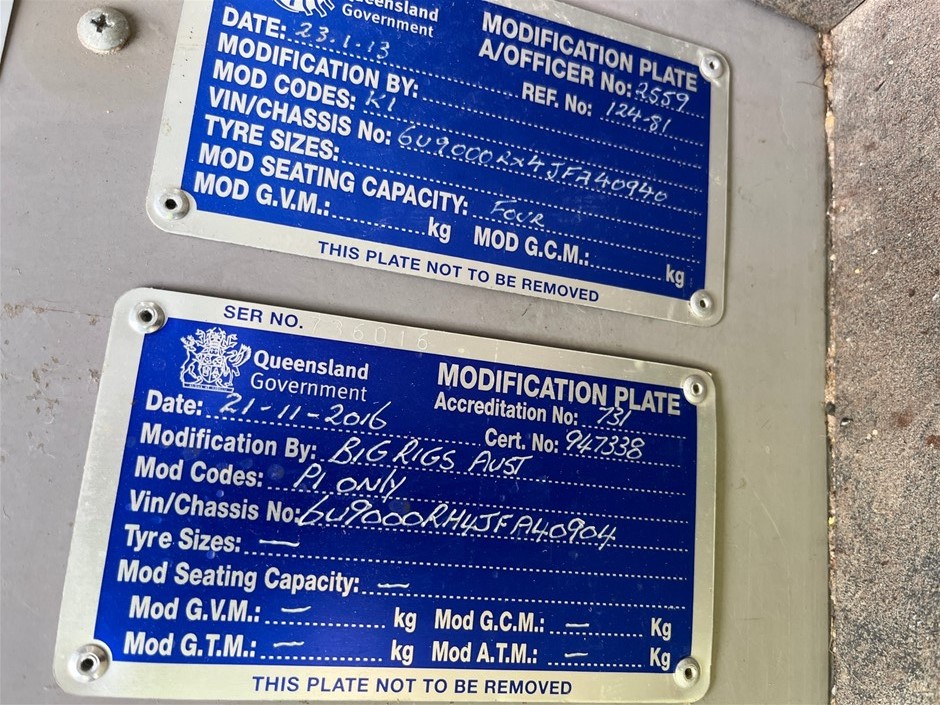 Queensland
Government
MODIFICATION PLATE
DATE: 23.1.13
A/OFFICER No: 2559
MODIFICATION BY:
REF. No: 124-81
MOD CODES: K1
VIN/CHASSIS No: 6U9000RX4JFA40940
TYRE SIZES:
MOD SEATING CAPACITY: FOUR
MOD G.V.M.: kg MOD G.C.M.: kg
THIS PLATE NOT TO BE REMOVED
SER NO. 736016
Queensland
Government
MODIFICATION PLATE
Date: 21-11-2016
Accreditation No: 731
Cert. No: 947338
Modification By: BIG RIGS AUST
Mod Codes: P1 ONLY
Vin/Chassis No: 6U9000RH4JFA40904
Tyre Sizes: —
Mod Seating Capacity: —
Mod G.V.M.: — kg Mod G.C.M.: — Kg
Mod G.T.M.: — kg Mod A.T.M.: — Kg
THIS PLATE NOT TO BE REMOVED